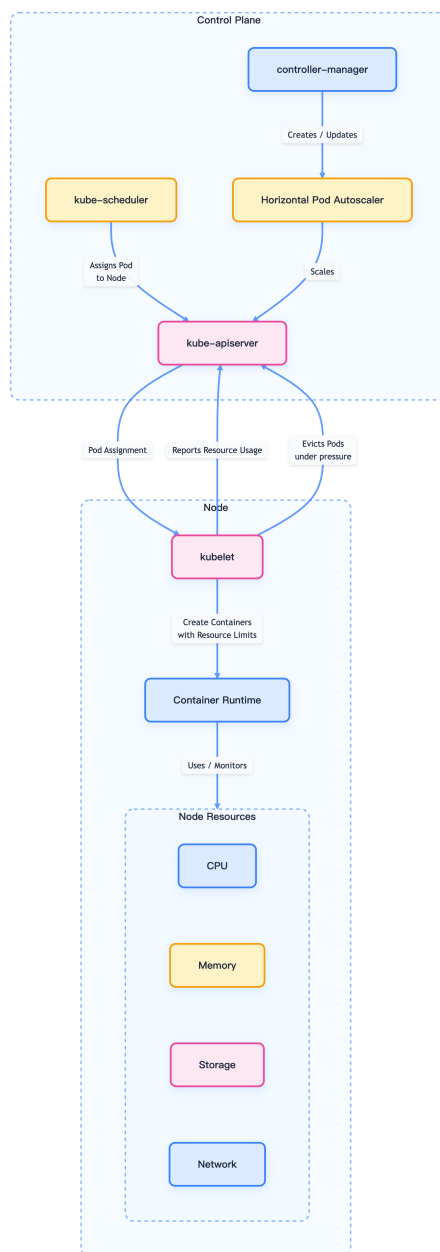 Control Plane
controller-manager
Creates / Updates
kube-scheduler
Horizontal Pod Autoscaler
Assigns Pod
to Node
Scales
kube-apiserver
Pod Assignment
Reports Resource Usage
Evicts Pods
under pressure
Node
kubelet
Create Containers
with Resource Limits
Container Runtime
Uses / Monitors
Node Resources
CPU
Memory
Storage
Network